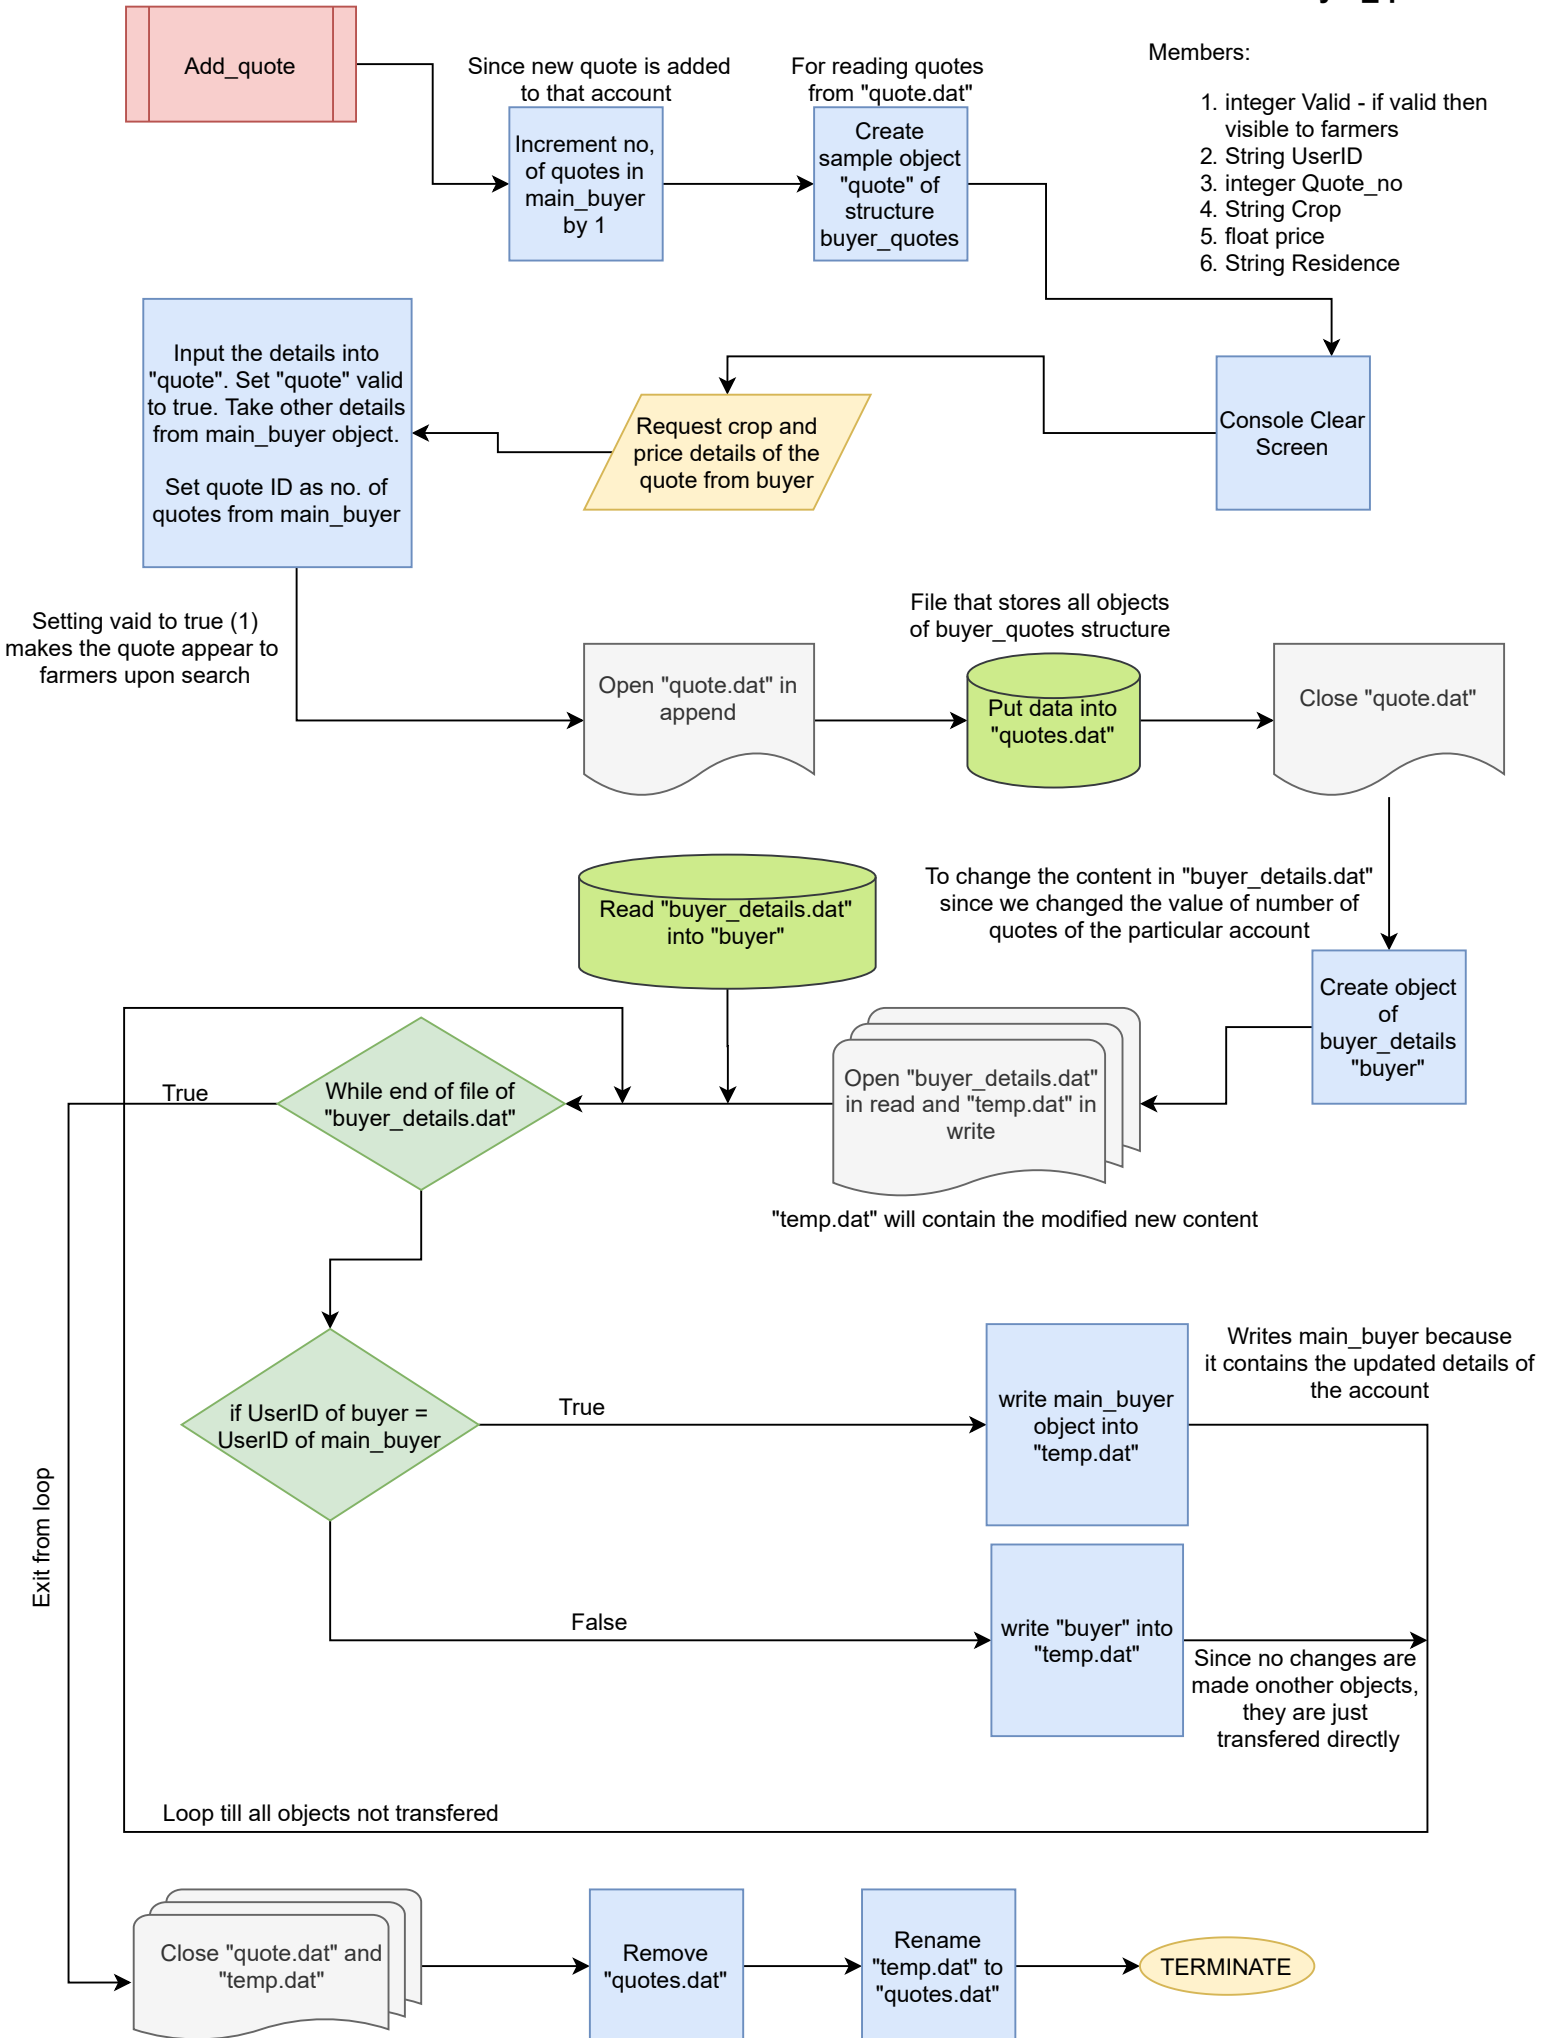 Add_quote
Since new quote is added
to that account
For reading quotes
from "quote.dat"
Members:
1. integer Valid - if valid then
visible to farmers
2. String UserID
3. integer Quote_no
4. String Crop
5. float price
6. String Residence
Increment no,
of quotes in
main_buyer
by 1
Create
sample object
"quote" of
structure
buyer_quotes
Input the details into
"quote". Set "quote" valid
to true. Take other details
from main_buyer object.
Set quote ID as no. of
quotes from main_buyer
Request crop and
price details of the
quote from buyer
Console Clear
Screen
Setting vaid to true (1)
makes the quote appear to
farmers upon search
File that stores all objects
of buyer_quotes structure
Open "quote.dat" in
append
Put data into
"quotes.dat"
Close "quote.dat"
Read "buyer_details.dat"
into "buyer"
To change the content in "buyer_details.dat"
since we changed the value of number of
quotes of the particular account
Create object
of
buyer_details
"buyer"
True
While end of file of
"buyer_details.dat"
Open "buyer_details.dat"
in read and "temp.dat" in
write
"temp.dat" will contain the modified new content
if UserID of buyer =
UserID of main_buyer
True
write main_buyer
object into
"temp.dat"
Writes main_buyer because
it contains the updated details of
the account
Exit from loop
False
write "buyer" into
"temp.dat"
Since no changes are
made onother objects,
they are just
transfered directly
Loop till all objects not transfered
Close "quote.dat" and
"temp.dat"
Remove
"quotes.dat"
Rename
"temp.dat" to
"quotes.dat"
TERMINATE